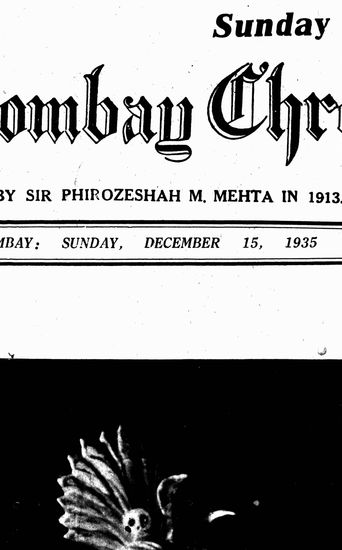 Sunday
ombay Chr
BY SIR PHIROZESHAH M. MEHTA IN 1913.
MBAY: SUNDAY, DECEMBER 15, 1935